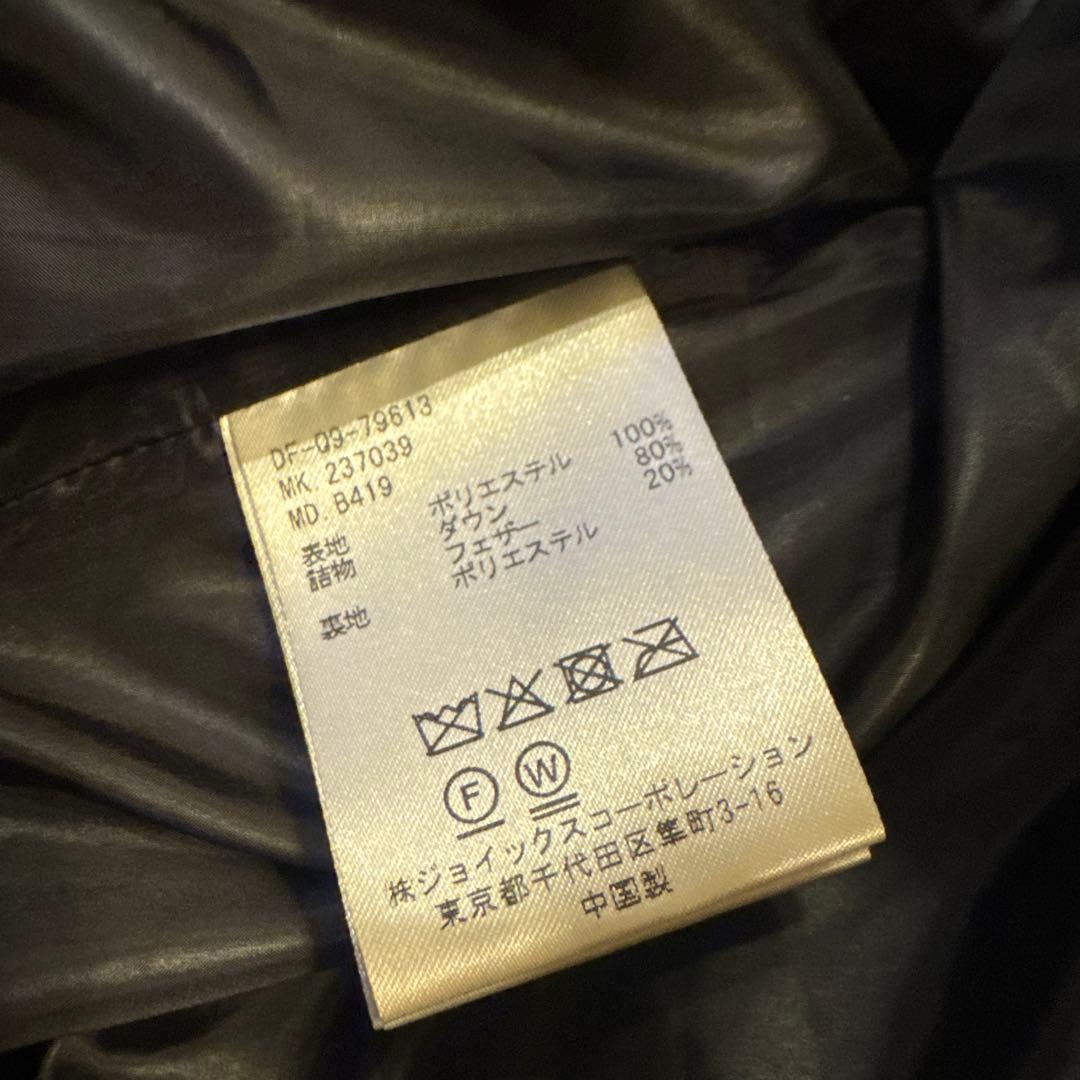 DF-09-79613
MK. 237039
MD. B419
表地 ポリエステル 100%
詰物 ダウン 80%
フェザー 20%
裏地 ポリエステル
F W
株ジョイックスコーポレーション
東京都千代田区隼町3-16
中国製